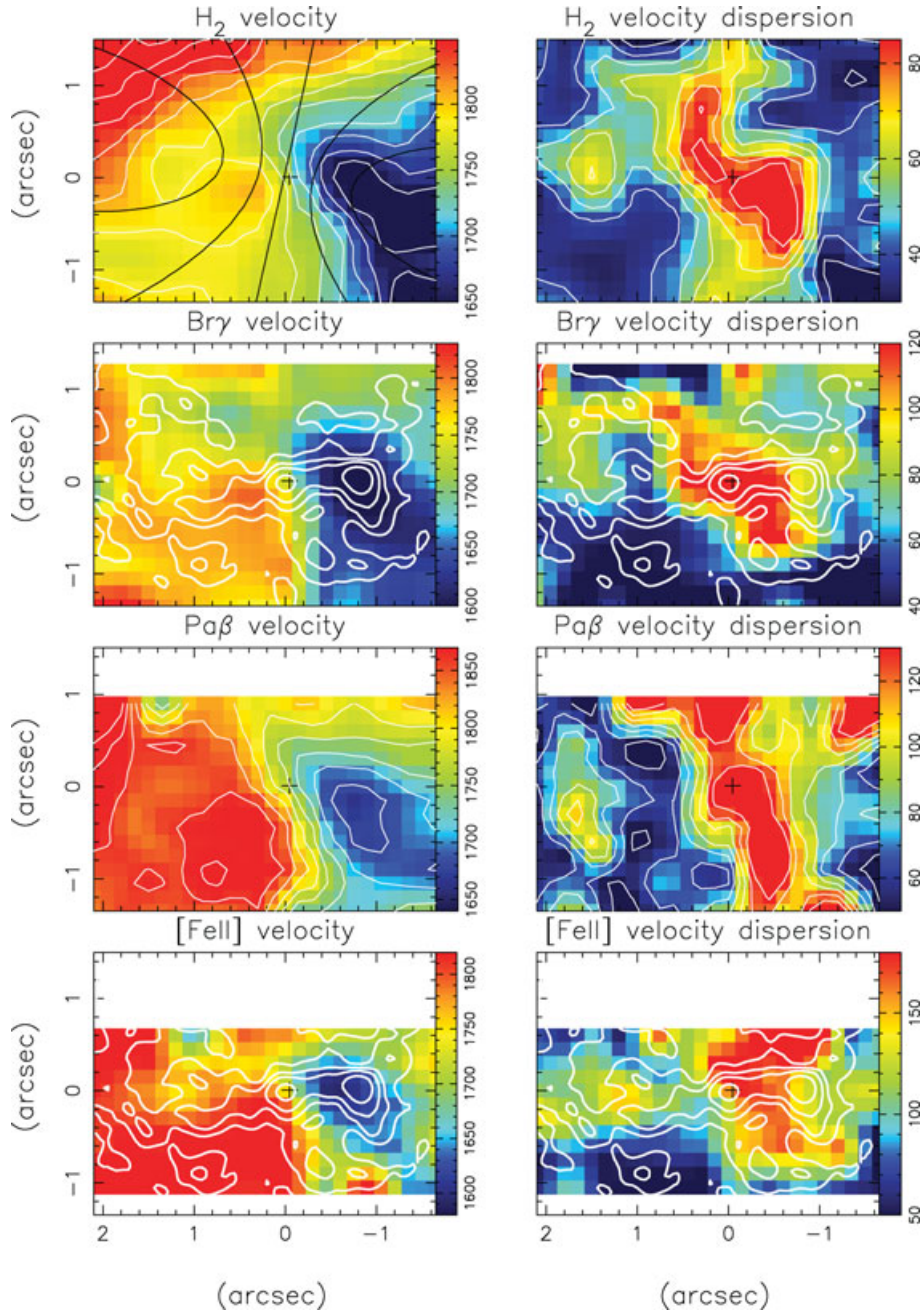 H₂ velocity
H₂ velocity dispersion
(arcsec)
1
0
−1
1650 1700 1750 1800
40 60 80
Brγ velocity
Brγ velocity dispersion
(arcsec)
1
0
−1
1600 1650 1700 1750 1800
40 60 80 100 120
Paβ velocity
Paβ velocity dispersion
(arcsec)
1
0
−1
1650 1700 1750 1800 1850
60 80 100 120
[FeII] velocity
[FeII] velocity dispersion
(arcsec)
1
0
−1
1600 1650 1700 1750 1800
50 100 150
2 1 0 −1
2 1 0 −1
(arcsec)
(arcsec)